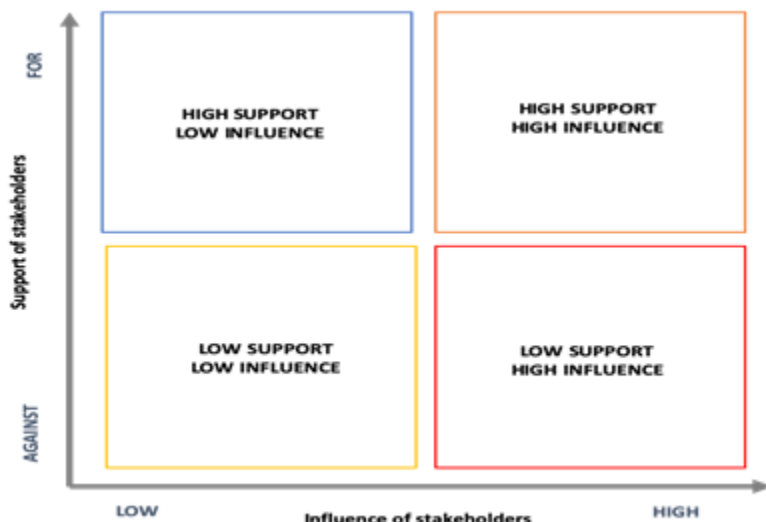 FOR
HIGH SUPPORT
LOW INFLUENCE
HIGH SUPPORT
HIGH INFLUENCE
Support of stakeholders
LOW SUPPORT
LOW INFLUENCE
LOW SUPPORT
HIGH INFLUENCE
AGAINST
LOW
Influence of stakeholders
HIGH